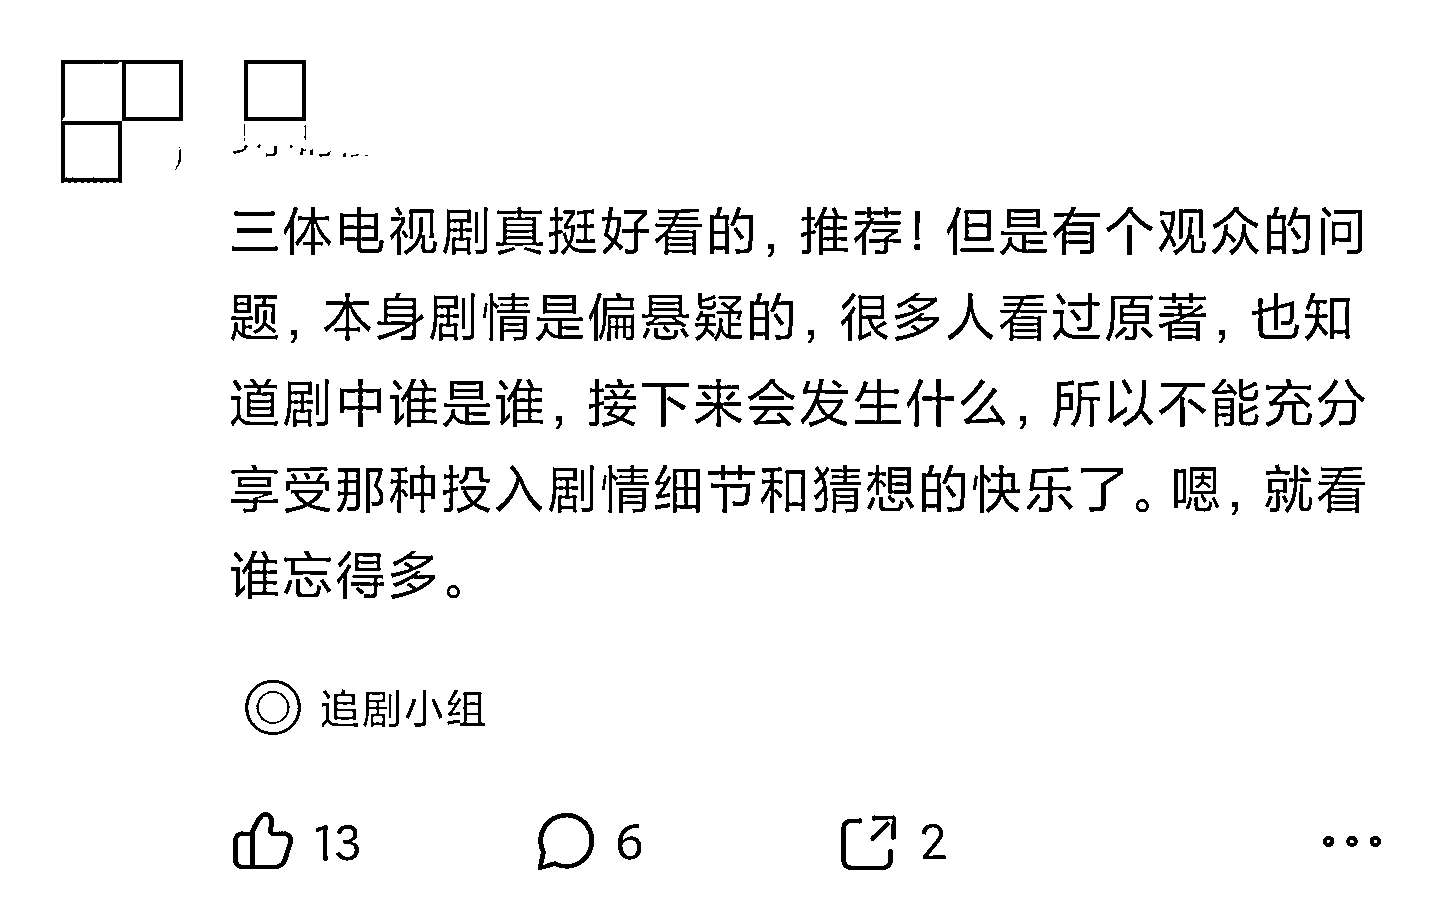 三体电视剧真挺好看的，推荐！但是有个观众的问
题，本身剧情是偏悬疑的，很多人看过原著，也知
道剧中谁是谁，接下来会发生什么，所以不能充分
享受那种投入剧情细节和猜想的快乐了。嗯，就看
谁忘得多。
追剧小组
13 6 2